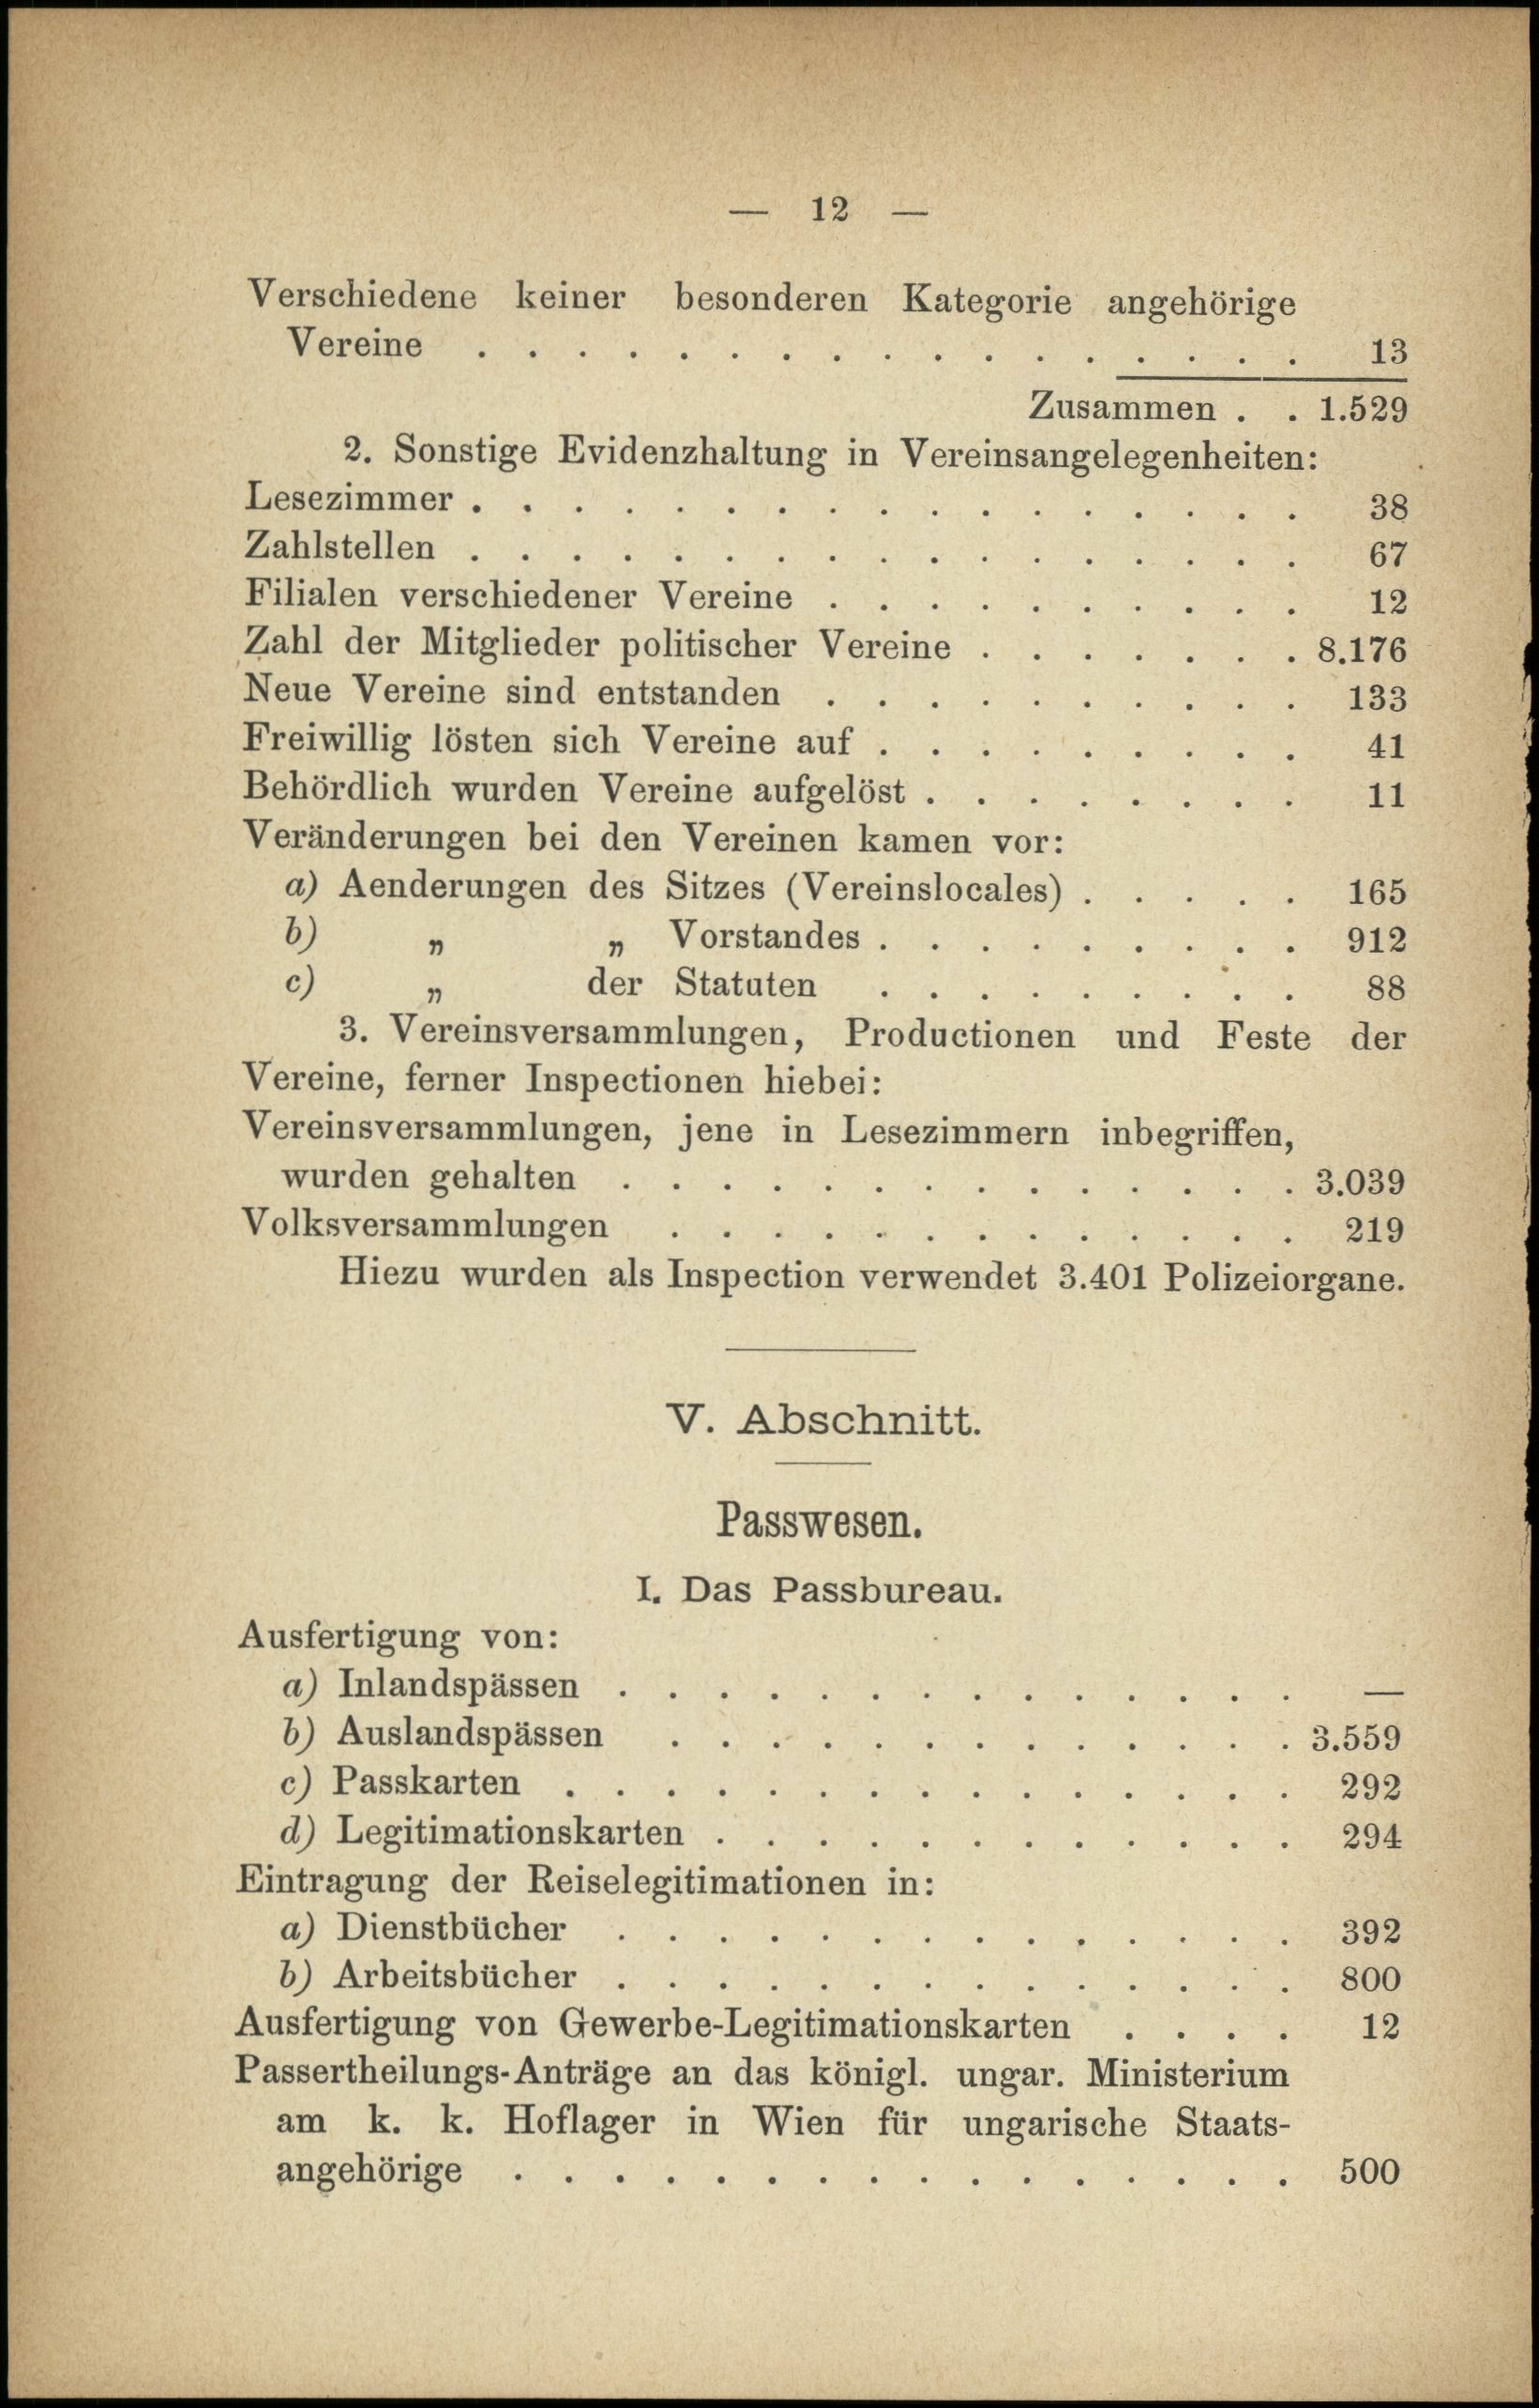 — 12 —
Verschiedene keiner besonderen Kategorie angehörige
Vereine . . . . . . . . . . . . . . . . . 13
Zusammen . . 1.529
2. Sonstige Evidenzhaltung in Vereinsangelegenheiten:
Lesezimmer . . . . . . . . . . . . . . . . . 38
Zahlstellen . . . . . . . . . . . . . . . . . 67
Filialen verschiedener Vereine . . . . . . . . . . 12
Zahl der Mitglieder politischer Vereine . . . . . . . 8.176
Neue Vereine sind entstanden . . . . . . . . . . 133
Freiwillig lösten sich Vereine auf . . . . . . . . . 41
Behördlich wurden Vereine aufgelöst . . . . . . . . 11
Veränderungen bei den Vereinen kamen vor:
a) Aenderungen des Sitzes (Vereinslocales) . . . . . 165
b) „ „ Vorstandes . . . . . . . . . 912
c) „ der Statuten . . . . . . . . . 88
3. Vereinsversammlungen, Productionen und Feste der
Vereine, ferner Inspectionen hiebei:
Vereinsversammlungen, jene in Lesezimmern inbegriffen,
wurden gehalten . . . . . . . . . . . . . . 3.039
Volksversammlungen . . . . . . . . . . . . . 219
Hiezu wurden als Inspection verwendet 3.401 Polizeiorgane.
V. Abschnitt.
Passwesen.
I. Das Passbureau.
Ausfertigung von:
a) Inlandspässen . . . . . . . . . . . . . . —
b) Auslandspässen . . . . . . . . . . . . . 3.559
c) Passkarten . . . . . . . . . . . . . . . 292
d) Legitimationskarten . . . . . . . . . . . . 294
Eintragung der Reiselegitimationen in:
a) Dienstbücher . . . . . . . . . . . . . . 392
b) Arbeitsbücher . . . . . . . . . . . . . . 800
Ausfertigung von Gewerbe-Legitimationskarten . . . . 12
Passertheilungs-Anträge an das königl. ungar. Ministerium
am k. k. Hoflager in Wien für ungarische Staats-
angehörige . . . . . . . . . . . . . . . . 500